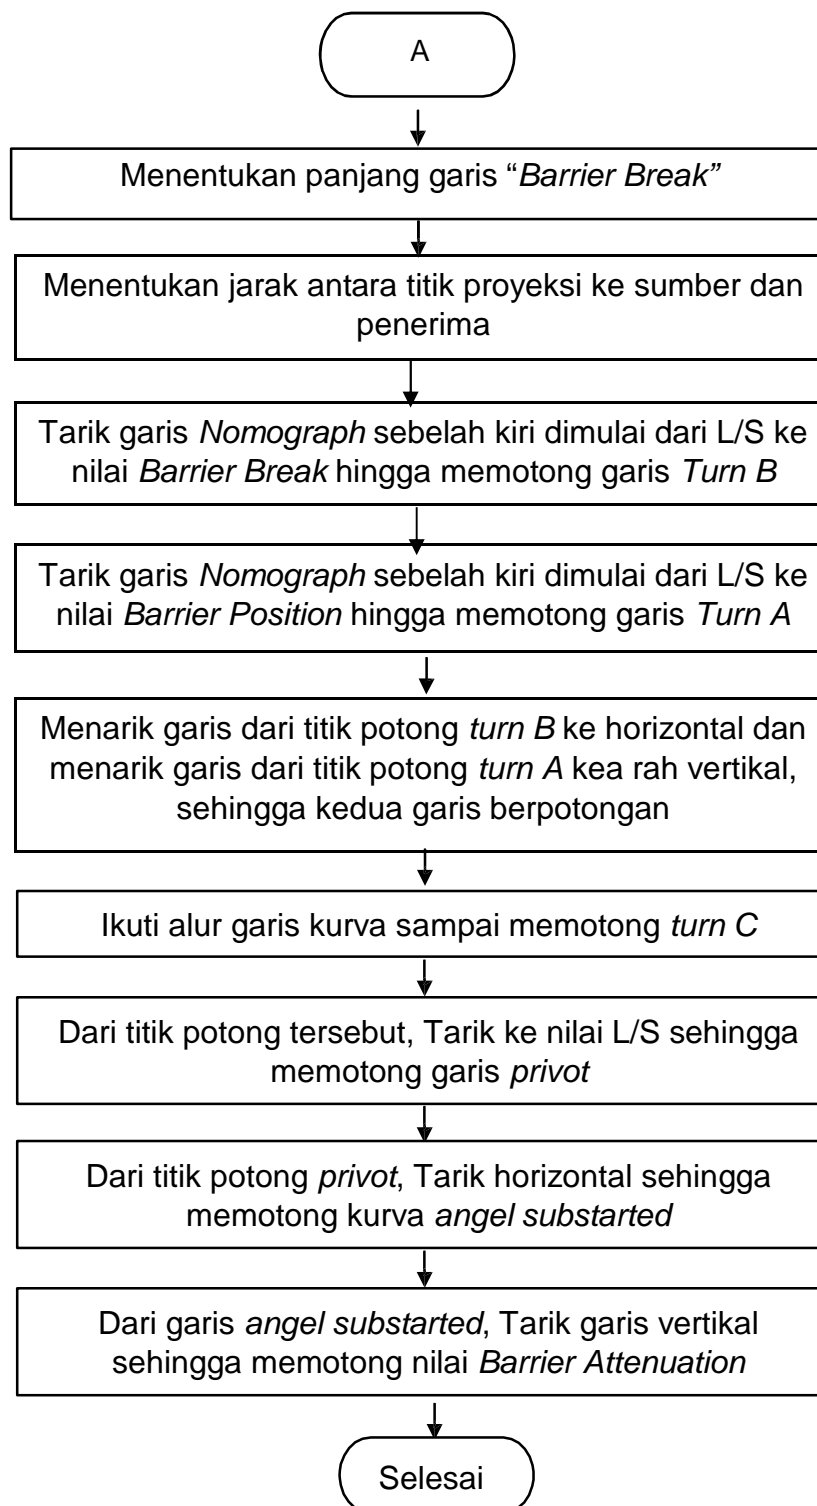 A
Menentukan panjang garis “Barrier Break”
Menentukan jarak antara titik proyeksi ke sumber dan
penerima
Tarik garis Nomograph sebelah kiri dimulai dari L/S ke
nilai Barrier Break hingga memotong garis Turn B
Tarik garis Nomograph sebelah kiri dimulai dari L/S ke
nilai Barrier Position hingga memotong garis Turn A
Menarik garis dari titik potong turn B ke horizontal dan
menarik garis dari titik potong turn A kea rah vertikal,
sehingga kedua garis berpotongan
Ikuti alur garis kurva sampai memotong turn C
Dari titik potong tersebut, Tarik ke nilai L/S sehingga
memotong garis privot
Dari titik potong privot, Tarik horizontal sehingga
memotong kurva angel substarted
Dari garis angel substarted, Tarik garis vertikal
sehingga memotong nilai Barrier Attenuation
Selesai